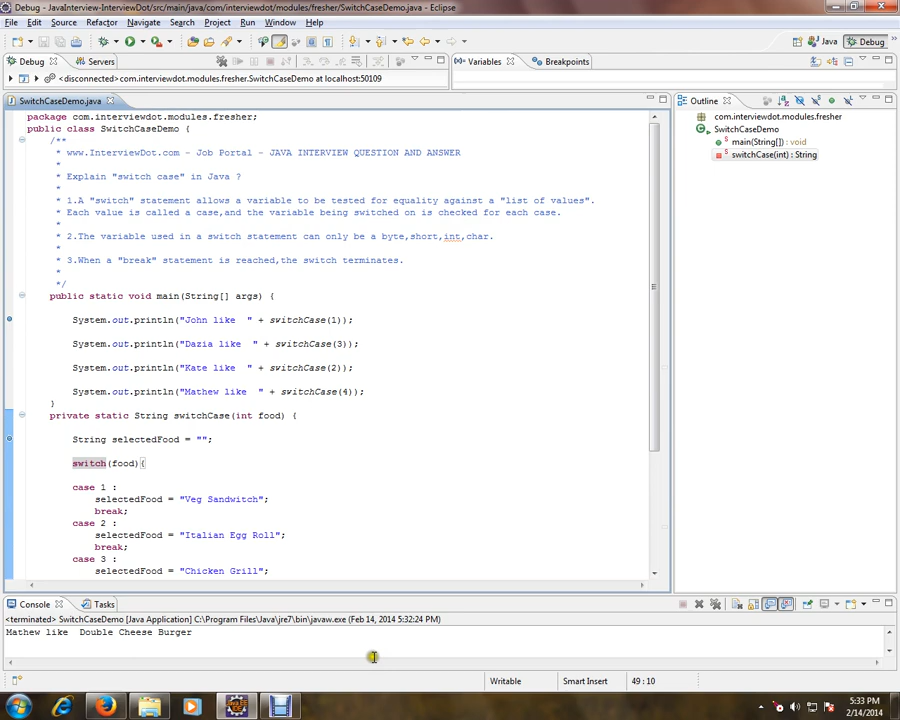 Debug - JavaInterview-InterviewDot/src/main/java/com/interviewdot/modules/fresher/SwitchCaseDemo.java - Eclipse
File Edit Source Refactor Navigate Search Project Run Window Help
Java Debug
Debug Servers
(x)= Variables Breakpoints
<disconnected>com.interviewdot.modules.fresher.SwitchCaseDemo at localhost:50109
SwitchCaseDemo.java
Outline
package com.interviewdot.modules.fresher;
public class SwitchCaseDemo {
/**
* www.InterviewDot.com - Job Portal - JAVA INTERVIEW QUESTION AND ANSWER
*
* Explain "switch case" in Java ?
*
* 1.A "switch" statement allows a variable to be tested for equality against a "list of values".
* Each value is called a case,and the variable being switched on is checked for each case.
*
* 2.The variable used in a switch statement can only be a byte,short,int,char.
*
* 3.When a "break" statement is reached,the switch terminates.
*
*/
public static void main(String[] args) {
System.out.println("John like  " + switchCase(1));
System.out.println("Dazia like  " + switchCase(3));
System.out.println("Kate like  " + switchCase(2));
System.out.println("Mathew like  " + switchCase(4));
}
private static String switchCase(int food) {
String selectedFood = "";
switch(food){
case 1 :
selectedFood = "Veg Sandwitch";
break;
case 2 :
selectedFood = "Italian Egg Roll";
break;
case 3 :
selectedFood = "Chicken Grill";
com.interviewdot.modules.fresher
SwitchCaseDemo
main(String[]) : void
switchCase(int) : String
Console Tasks
<terminated> SwitchCaseDemo [Java Application] C:\Program Files\Java\jre7\bin\javaw.exe (Feb 14, 2014 5:32:24 PM)
Mathew like  Double Cheese Burger
Writable Smart Insert 49 : 10
5:33 PM
2/14/2014